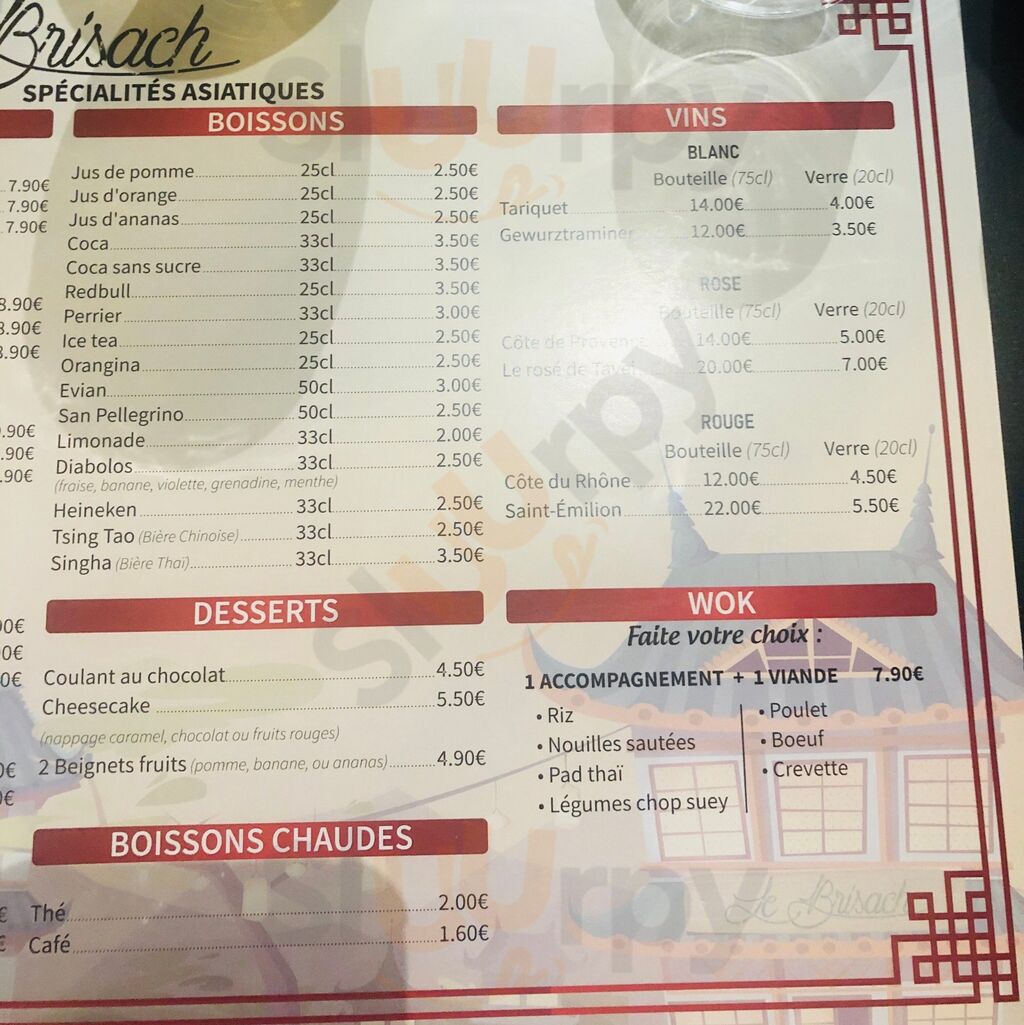 Brisach
SPÉCIALITÉS ASIATIQUES
7.90€
7.90€
7.90€
8.90€
8.90€
8.90€
.90€
.90€
.90€
BOISSONS
Jus de pomme 25cl 2.50€
Jus d'orange 25cl 2.50€
Jus d'ananas 25cl 2.50€
Coca 33cl 3.50€
Coca sans sucre 33cl 3.50€
Redbull 25cl 3.50€
Perrier 33cl 3.00€
Ice tea 25cl 2.50€
Orangina 25cl 2.50€
Evian 50cl 3.00€
San Pellegrino 50cl 2.50€
Limonade 33cl 2.00€
Diabolos 33cl 2.50€
(fraise, banane, violette, grenadine, menthe)
Heineken 33cl 2.50€
Tsing Tao (Bière Chinoise) 33cl 2.50€
Singha (Bière Thaï) 33cl 3.50€
DESSERTS
Coulant au chocolat 4.50€
Cheesecake 5.50€
(nappage caramel, chocolat ou fruits rouges)
2 Beignets fruits (pomme, banane, ou ananas) 4.90€
BOISSONS CHAUDES
Thé 2.00€
Café 1.60€
VINS
BLANC
Bouteille (75cl) Verre (20cl)
Tariquet 14.00€ 4.00€
Gewurztraminer 12.00€ 3.50€
ROSE
Bouteille (75cl) Verre (20cl)
Côte de Provence 14.00€ 5.00€
Le rosé de Tavel 20.00€ 7.00€
ROUGE
Bouteille (75cl) Verre (20cl)
Côte du Rhône 12.00€ 4.50€
Saint-Émilion 22.00€ 5.50€
WOK
Faite votre choix :
1 ACCOMPAGNEMENT + 1 VIANDE 7.90€
• Riz
• Nouilles sautées
• Pad thaï
• Légumes chop suey
• Poulet
• Boeuf
• Crevette
Le Brisach
sluurpy
sluurpy
sluurpy